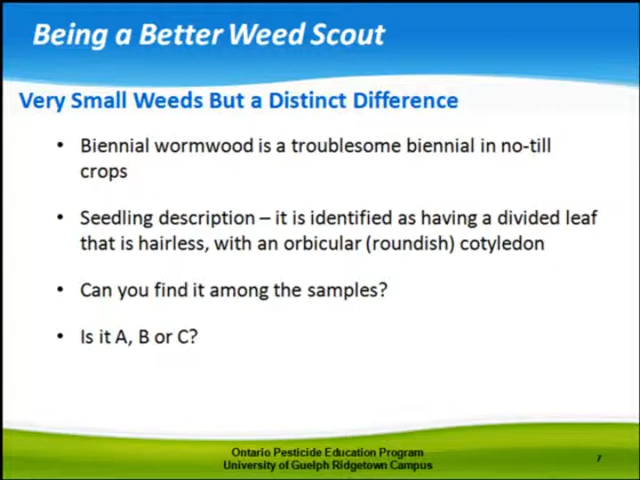 Being a Better Weed Scout
Very Small Weeds But a Distinct Difference
• Biennial wormwood is a troublesome biennial in no-till
crops
• Seedling description – it is identified as having a divided leaf
that is hairless, with an orbicular (roundish) cotyledon
• Can you find it among the samples?
• Is it A, B or C?
Ontario Pesticide Education Program
University of Guelph Ridgetown Campus
7